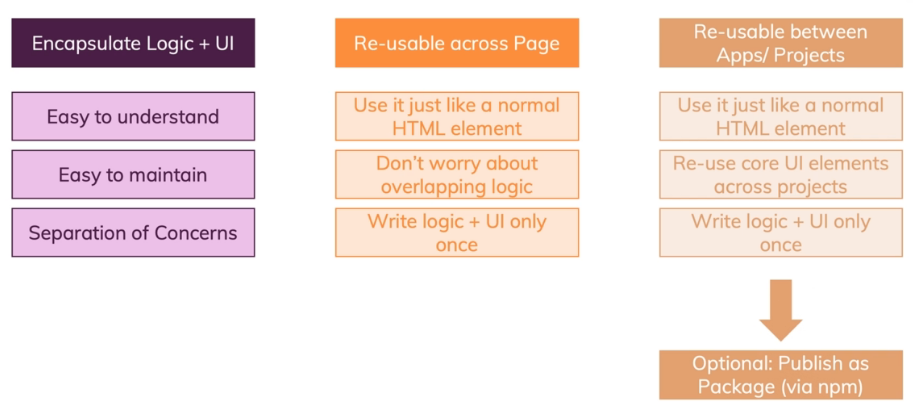 Encapsulate Logic + UI
Easy to understand
Easy to maintain
Separation of Concerns
Re-usable across Page
Use it just like a normal
HTML element
Don't worry about
overlapping logic
Write logic + UI only
once
Re-usable between
Apps/ Projects
Use it just like a normal
HTML element
Re-use core UI elements
across projects
Write logic + UI only
once
Optional: Publish as
Package (via npm)